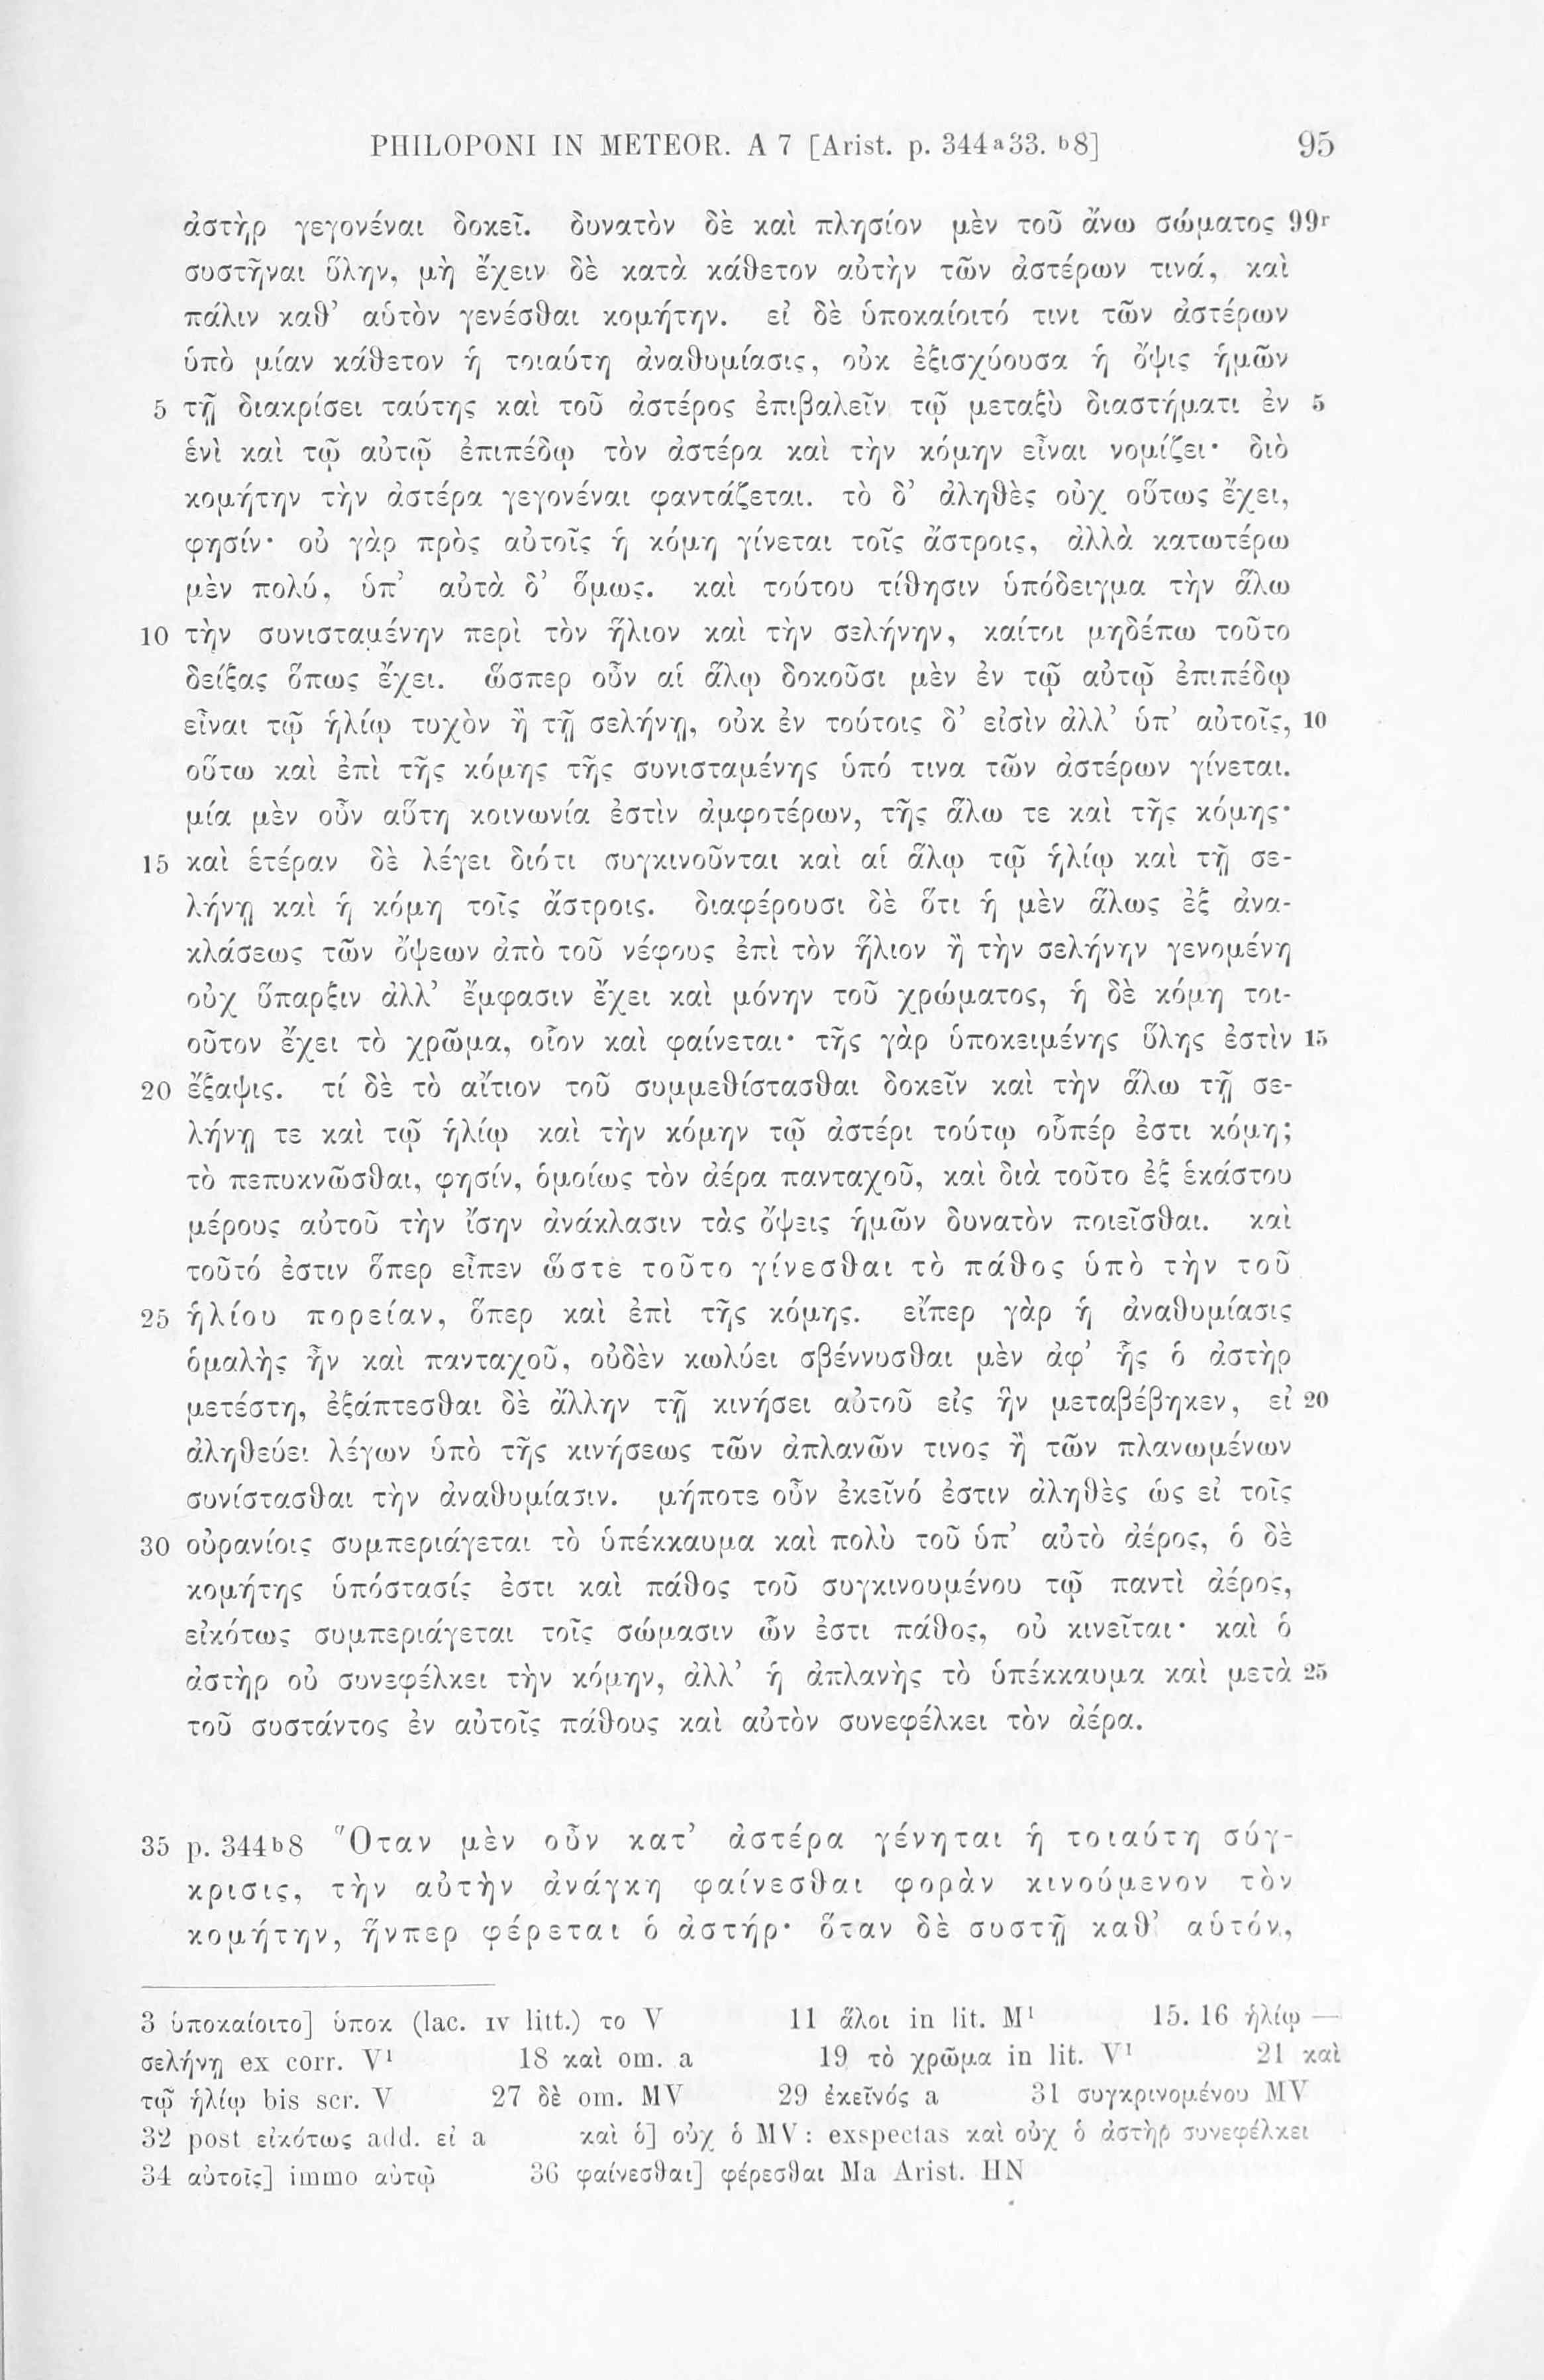 PHILOPONI IN METEOR. A 7 [Arist. p. 344a33. b8] 95
ἀστὴρ γεγονέναι δοκεῖ. δυνατὸν δὲ καὶ πλησίον μὲν τοῦ ἄνω σώματος 99r
συστῆναι ὕλην, μὴ ἔχειν δὲ κατὰ κάθετον αὐτὴν τῶν ἀστέρων τινά, καὶ
πάλιν καθ’ αὑτὸν γενέσθαι κομήτην. εἰ δὲ ὑποκαίοιτό τινι τῶν ἀστέρων
ὑπὸ μίαν κάθετον ἡ τοιαύτη ἀναθυμίασις, οὐκ ἐξισχύουσα ἡ ὄψις ἡμῶν
5 τῇ διακρίσει ταύτης καὶ τοῦ ἀστέρος ἐπιβαλεῖν τῷ μεταξὺ διαστήματι ἐν 5
ἑνὶ καὶ τῷ αὐτῷ ἐπιπέδῳ τὸν ἀστέρα καὶ τὴν κόμην εἶναι νομίζει· διὸ
κομήτην τὴν ἀστέρα γεγονέναι φαντάζεται. τὸ δ’ ἀληθὲς οὐχ οὕτως ἔχει,
φησίν· οὐ γὰρ πρὸς αὐτοῖς ἡ κόμη γίνεται τοῖς ἄστροις, ἀλλὰ κατωτέρω
μὲν πολύ, ὑπ’ αὐτὰ δ’ ὅμως. καὶ τούτου τίθησιν ὑπόδειγμα τὴν ἅλω
10 τὴν συνισταμένην περὶ τὸν ἥλιον καὶ τὴν σελήνην, καίτοι μηδέπω τοῦτο
δείξας ὅπως ἔχει. ὥσπερ οὖν αἱ ἅλῳ δοκοῦσι μὲν ἐν τῷ αὐτῷ ἐπιπέδῳ
εἶναι τῷ ἡλίῳ τυχὸν ἢ τῇ σελήνῃ, οὐκ ἐν τούτοις δ’ εἰσὶν ἀλλ’ ὑπ’ αὐτοῖς, 10
οὕτω καὶ ἐπὶ τῆς κόμης τῆς συνισταμένης ὑπό τινα τῶν ἀστέρων γίνεται.
μία μὲν οὖν αὕτη κοινωνία ἐστὶν ἀμφοτέρων, τῆς ἅλω τε καὶ τῆς κόμης·
15 καὶ ἑτέραν δὲ λέγει διότι συγκινοῦνται καὶ αἱ ἅλῳ τῷ ἡλίῳ καὶ τῇ σε-
λήνῃ καὶ ἡ κόμη τοῖς ἄστροις. διαφέρουσι δὲ ὅτι ἡ μὲν ἅλως ἐξ ἀνα-
κλάσεως τῶν ὄψεων ἀπὸ τοῦ νέφους ἐπὶ τὸν ἥλιον ἢ τὴν σελήνην γενομένη
οὐχ ὕπαρξιν ἀλλ’ ἔμφασιν ἔχει καὶ μόνην τοῦ χρώματος, ἡ δὲ κόμη τοι-
οῦτον ἔχει τὸ χρῶμα, οἷον καὶ φαίνεται· τῆς γὰρ ὑποκειμένης ὕλης ἐστὶν 15
20 ἔξαψις. τί δὲ τὸ αἴτιον τοῦ συμμεθίστασθαι δοκεῖν καὶ τὴν ἅλω τῇ σε-
λήνῃ τε καὶ τῷ ἡλίῳ καὶ τὴν κόμην τῷ ἀστέρι τούτῳ οὗπέρ ἐστι κόμη;
τὸ πεπυκνῶσθαι, φησίν, ὁμοίως τὸν ἀέρα πανταχοῦ, καὶ διὰ τοῦτο ἐξ ἑκάστου
μέρους αὐτοῦ τὴν ἴσην ἀνάκλασιν τὰς ὄψεις ἡμῶν δυνατὸν ποιεῖσθαι. καὶ
τοῦτό ἐστιν ὅπερ εἶπεν ὥστε τοῦτο γίνεσθαι τὸ πάθος ὑπὸ τὴν τοῦ
25 ἡλίου πορείαν, ὅπερ καὶ ἐπὶ τῆς κόμης. εἴπερ γὰρ ἡ ἀναθυμίασις
ὁμαλὴς ἦν καὶ πανταχοῦ, οὐδὲν κωλύει σβέννυσθαι μὲν ἀφ’ ἧς ὁ ἀστὴρ
μετέστη, ἐξάπτεσθαι δὲ ἄλλην τῇ κινήσει αὐτοῦ εἰς ἣν μεταβέβηκεν, εἰ 20
ἀληθεύει λέγων ὑπὸ τῆς κινήσεως τῶν ἀπλανῶν τινος ἢ τῶν πλανωμένων
συνίστασθαι τὴν ἀναθυμίασιν. μήποτε οὖν ἐκεῖνό ἐστιν ἀληθὲς ὡς εἰ τοῖς
30 οὐρανίοις συμπεριάγεται τὸ ὑπέκκαυμα καὶ πολὺ τοῦ ὑπ’ αὐτὸ ἀέρος, ὁ δὲ
κομήτης ὑπόστασίς ἐστι καὶ πάθος τοῦ συγκινουμένου τῷ παντὶ ἀέρος,
εἰκότως συμπεριάγεται τοῖς σώμασιν ὧν ἐστι πάθος, οὐ κινεῖται· καὶ ὁ
ἀστὴρ οὐ συνεφέλκει τὴν κόμην, ἀλλ’ ἡ ἀπλανὴς τὸ ὑπέκκαυμα καὶ μετὰ 25
τοῦ συστάντος ἐν αὐτοῖς πάθους καὶ αὐτὸν συνεφέλκει τὸν ἀέρα.
35 p. 344b8 Ὅταν μὲν οὖν κατ’ ἀστέρα γένηται ἡ τοιαύτη σύγ-
κρισις, τὴν αὐτὴν ἀνάγκη φαίνεσθαι φορὰν κινούμενον τὸν
κομήτην, ἥνπερ φέρεται ὁ ἀστήρ· ὅταν δὲ συστῇ καθ’ αὑτόν,
3 ὑποκαίοιτο] ὑποκ (lac. IV litt.) το V 11 ἅλοι in lit. M1 15. 16 ἡλίῳ —
σελήνῃ ex corr. V1 18 καὶ om. a 19 τὸ χρῶμα in lit. V1 21 καὶ
τῷ ἡλίῳ bis scr. V 27 δὲ om. MV 29 ἐκεῖνός a 31 συγκρινομένου MV
32 post εἰκότως add. εἰ a καὶ ὁ] οὐχ ὁ MV: exspectas καὶ οὐχ ὁ ἀστὴρ συνεφέλκει
34 αὐτοῖς] immo αὐτῷ 36 φαίνεσθαι] φέρεσθαι Ma Arist. HN